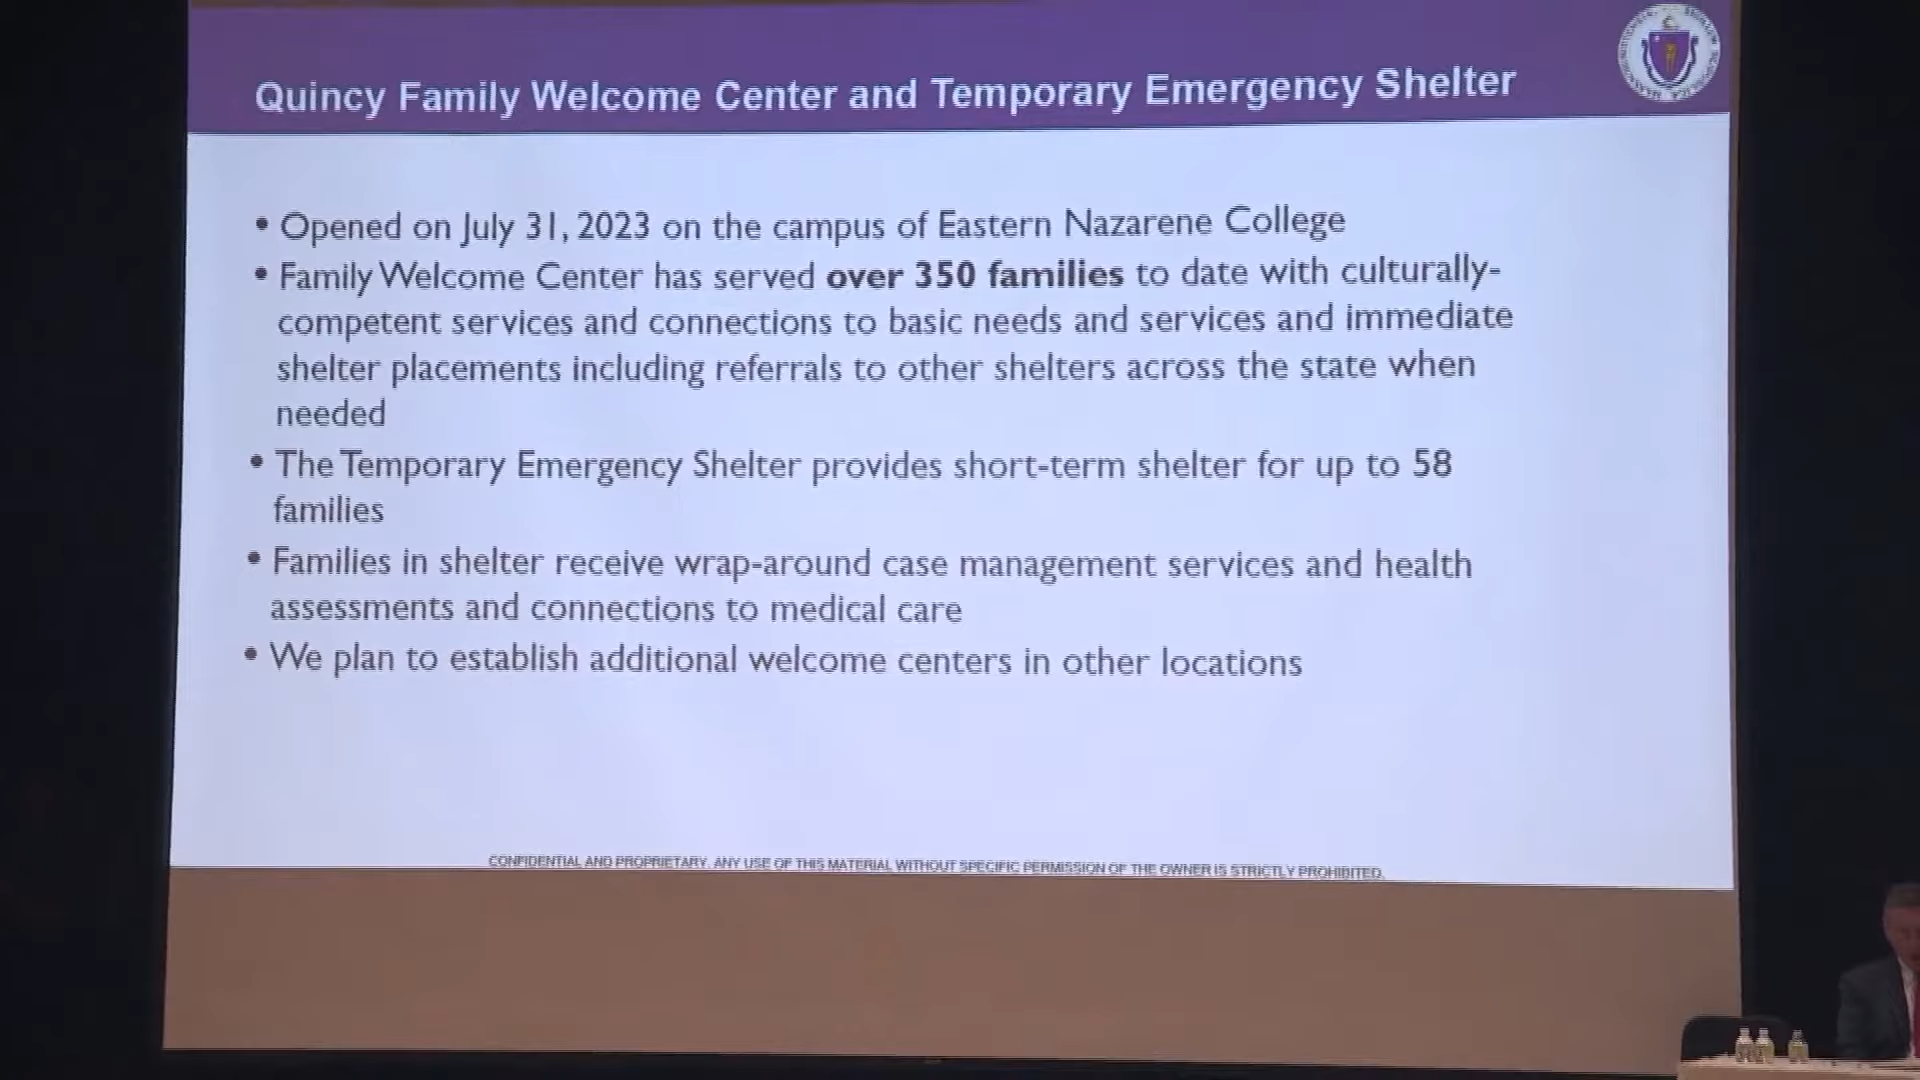 Quincy Family Welcome Center and Temporary Emergency Shelter
• Opened on July 31, 2023 on the campus of Eastern Nazarene College
• Family Welcome Center has served over 350 families to date with culturally-
competent services and connections to basic needs and services and immediate
shelter placements including referrals to other shelters across the state when
needed
• The Temporary Emergency Shelter provides short-term shelter for up to 58
families
• Families in shelter receive wrap-around case management services and health
assessments and connections to medical care
• We plan to establish additional welcome centers in other locations
CONFIDENTIAL AND PROPRIETARY. ANY USE OF THIS MATERIAL WITHOUT SPECIFIC PERMISSION OF THE OWNER IS STRICTLY PROHIBITED.